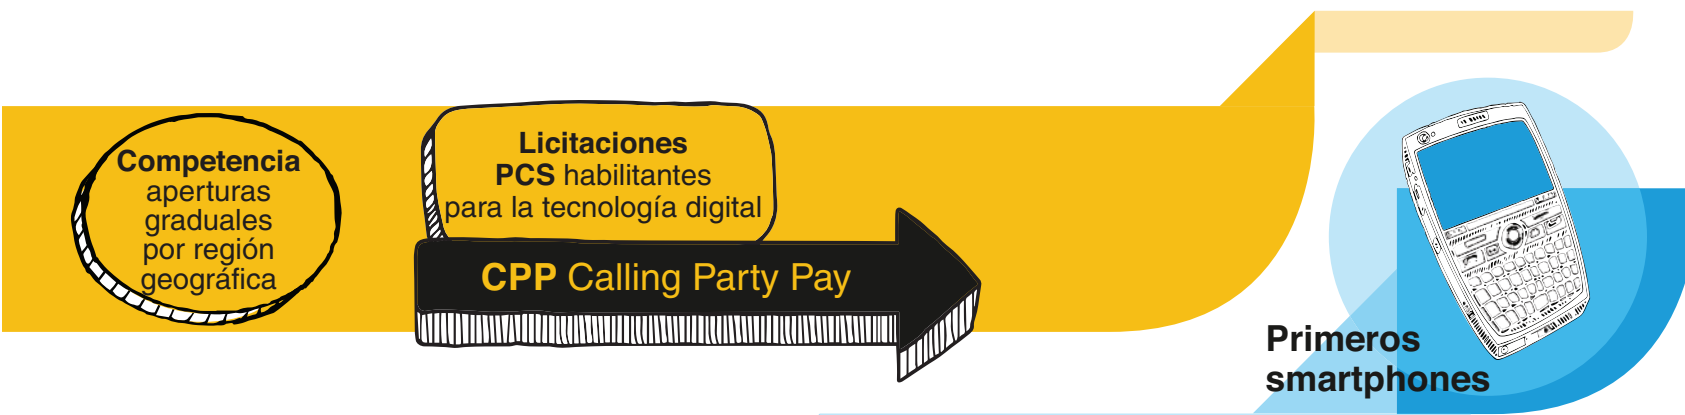 Competencia
aperturas
graduales
por región
geográfica
Licitaciones
PCS habilitantes
para la tecnología digital
CPP Calling Party Pay
Primeros
smartphones